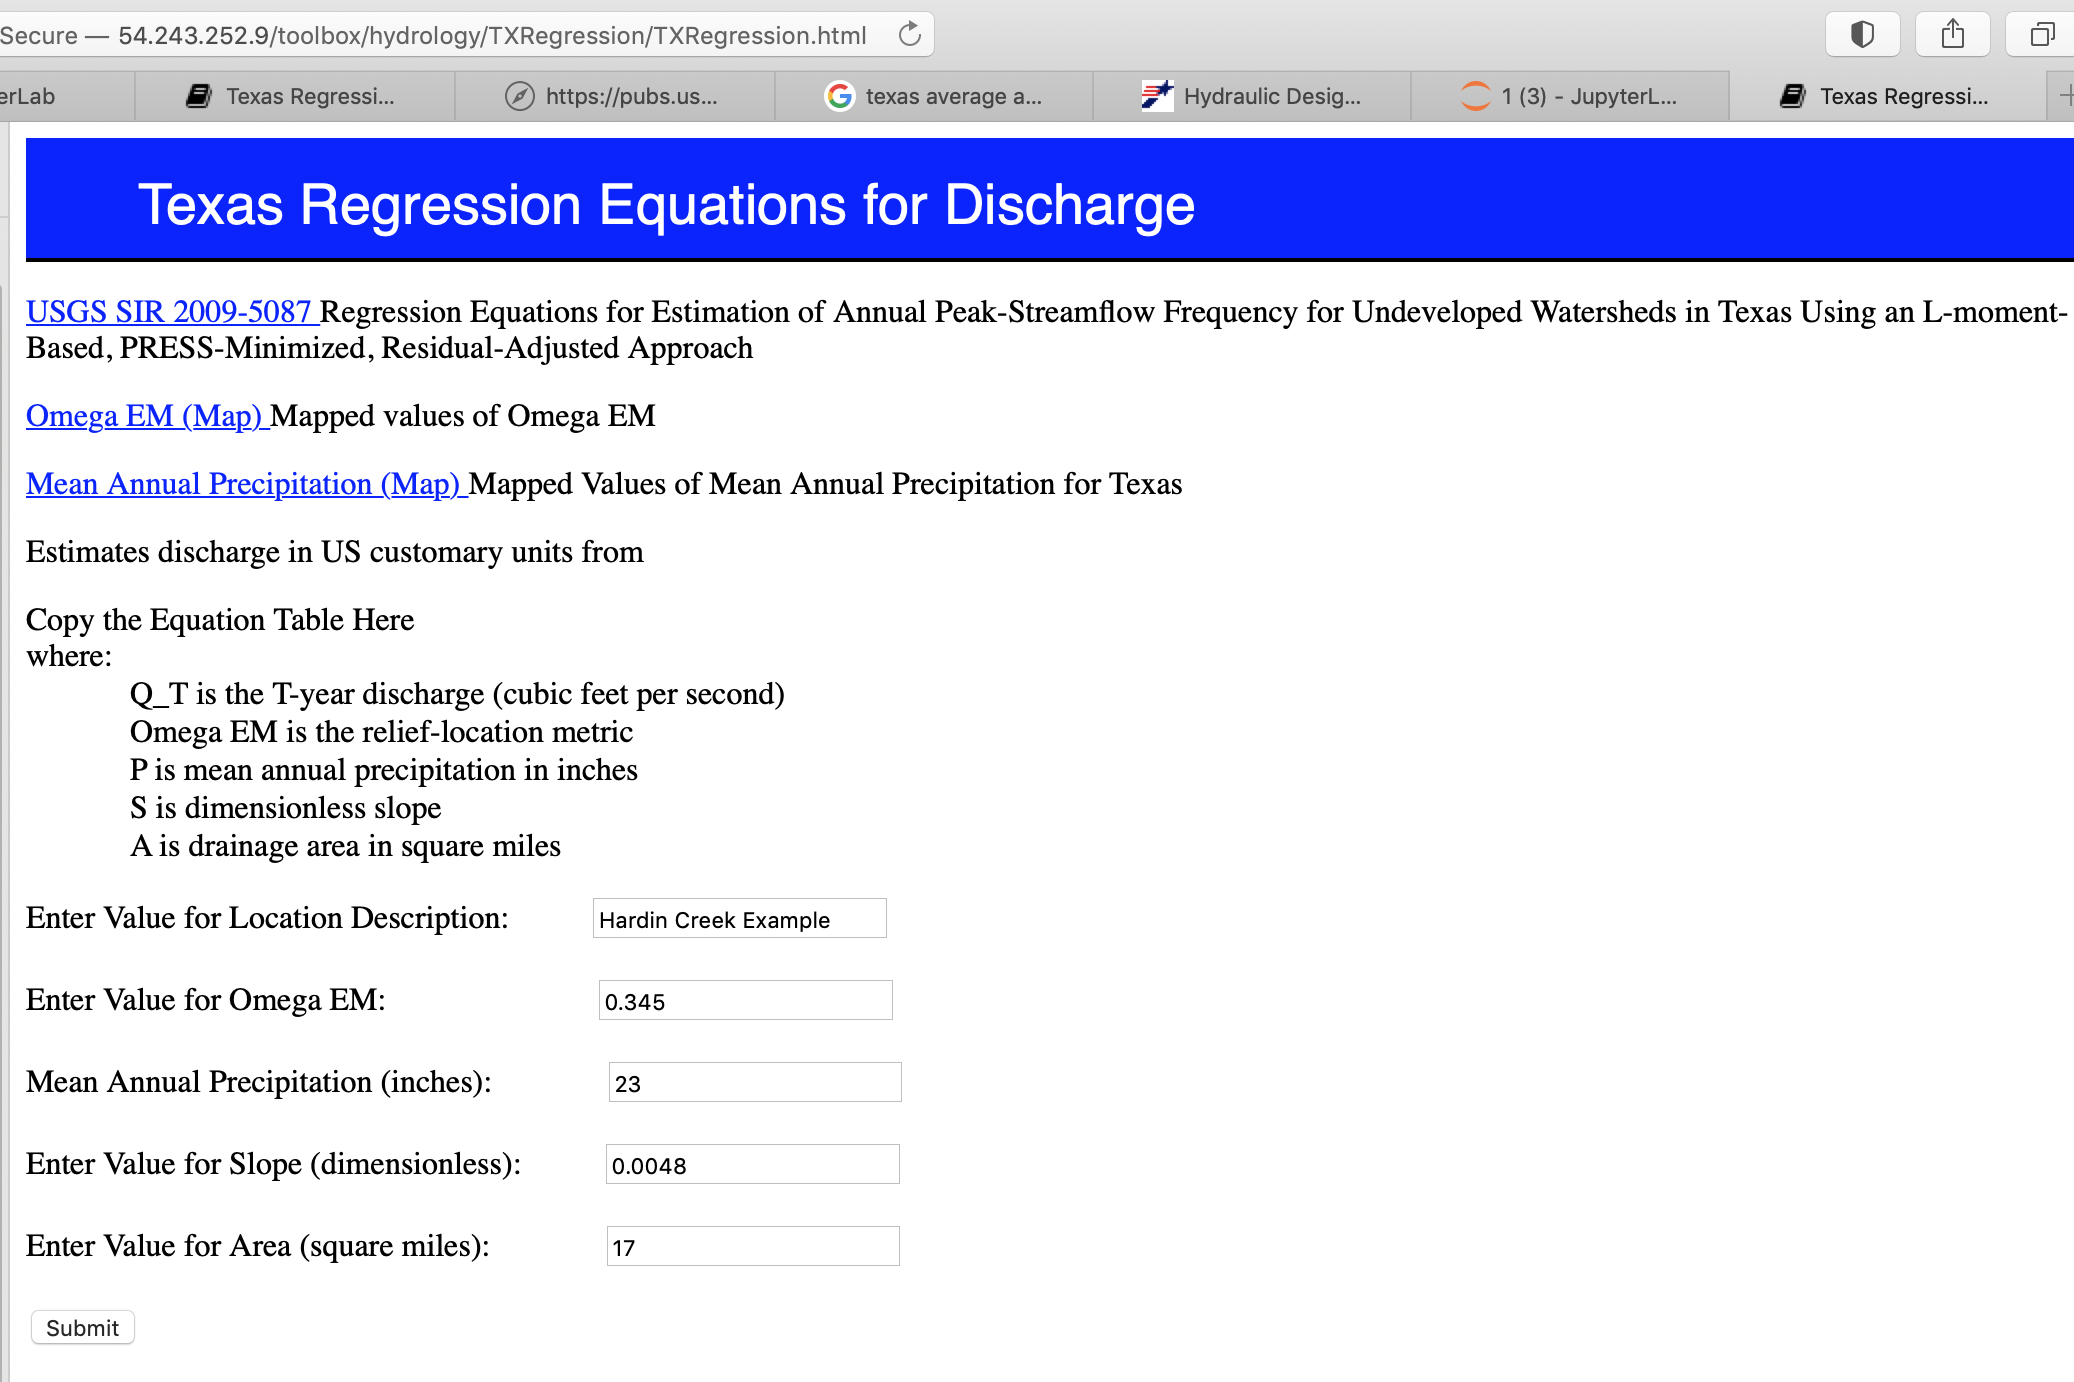 Secure — 54.243.252.9/toolbox/hydrology/TXRegression/TXRegression.html
erLab
Texas Regressi...
https://pubs.us...
texas average a...
Hydraulic Desig...
1 (3) - JupyterL...
Texas Regressi...
Texas Regression Equations for Discharge
USGS SIR 2009-5087 Regression Equations for Estimation of Annual Peak-Streamflow Frequency for Undeveloped Watersheds in Texas Using an L-moment-
Based, PRESS-Minimized, Residual-Adjusted Approach
Omega EM (Map) Mapped values of Omega EM
Mean Annual Precipitation (Map) Mapped Values of Mean Annual Precipitation for Texas
Estimates discharge in US customary units from
Copy the Equation Table Here
where:
Q_T is the T-year discharge (cubic feet per second)
Omega EM is the relief-location metric
P is mean annual precipitation in inches
S is dimensionless slope
A is drainage area in square miles
Enter Value for Location Description: Hardin Creek Example
Enter Value for Omega EM: 0.345
Mean Annual Precipitation (inches): 23
Enter Value for Slope (dimensionless): 0.0048
Enter Value for Area (square miles): 17
Submit